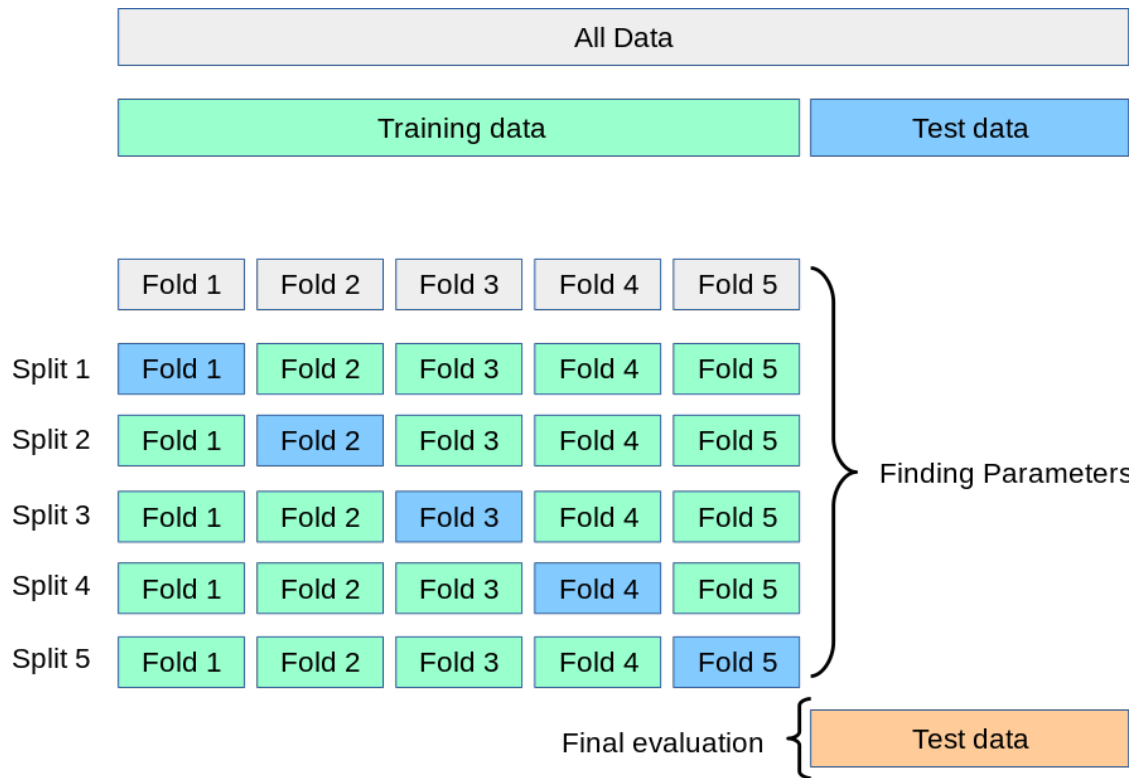 All Data
Training data Test data
Fold 1 Fold 2 Fold 3 Fold 4 Fold 5
Split 1 Fold 1 Fold 2 Fold 3 Fold 4 Fold 5
Split 2 Fold 1 Fold 2 Fold 3 Fold 4 Fold 5
Finding Parameters
Split 3 Fold 1 Fold 2 Fold 3 Fold 4 Fold 5
Split 4 Fold 1 Fold 2 Fold 3 Fold 4 Fold 5
Split 5 Fold 1 Fold 2 Fold 3 Fold 4 Fold 5
Final evaluation Test data